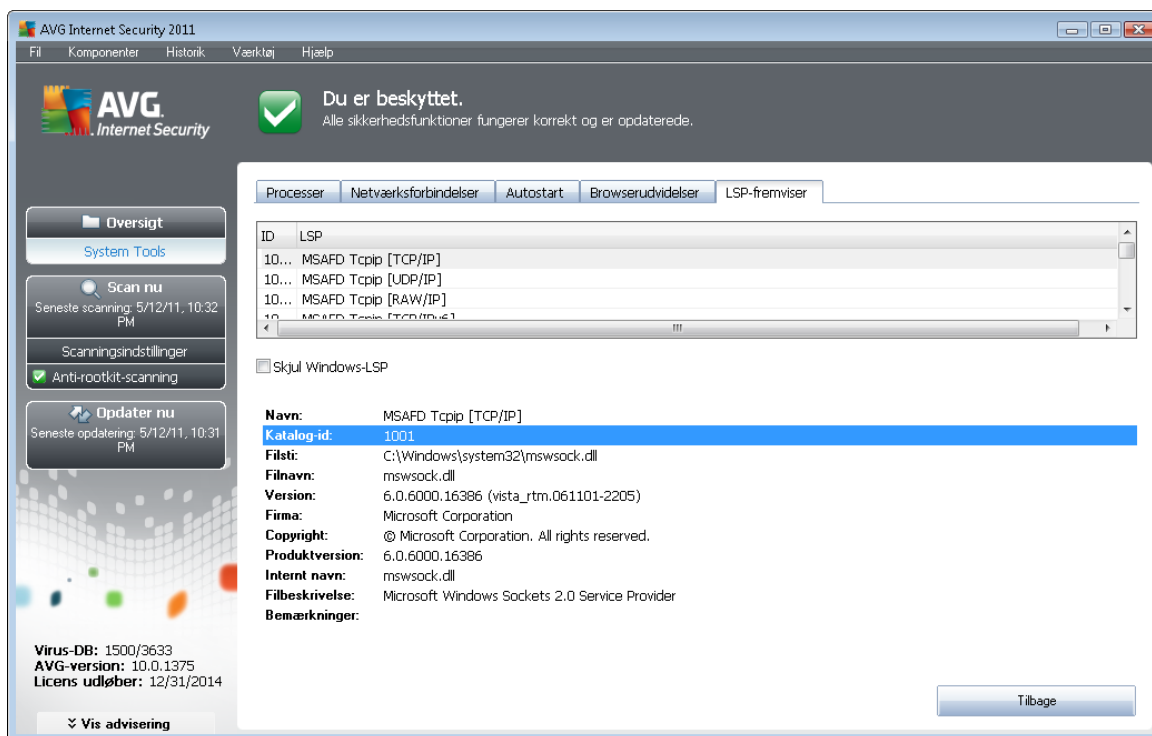 AVG Internet Security 2011
Fil Komponenter Historik Værktøj Hjælp
AVG.
Internet Security
Du er beskyttet.
Alle sikkerhedsfunktioner fungerer korrekt og er opdaterede.
Oversigt
System Tools
Scan nu
Seneste scanning: 5/12/11, 10:32
PM
Scanningsindstillinger
Anti-rootkit-scanning
Opdater nu
Seneste opdatering: 5/12/11, 10:31
PM
Virus-DB: 1500/3633
AVG-version: 10.0.1375
Licens udløber: 12/31/2014
Vis advisering
Processer Netværksforbindelser Autostart Browserudvidelser LSP-fremviser
ID LSP
10... MSAFD Tcpip [TCP/IP]
10... MSAFD Tcpip [UDP/IP]
10... MSAFD Tcpip [RAW/IP]
10... MSAFD Tcpip [TCP/IPv6]
Skjul Windows-LSP
Navn: MSAFD Tcpip [TCP/IP]
Katalog-id: 1001
Filsti: C:\Windows\system32\mswsock.dll
Filnavn: mswsock.dll
Version: 6.0.6000.16386 (vista_rtm.061101-2205)
Firma: Microsoft Corporation
Copyright: © Microsoft Corporation. All rights reserved.
Produktversion: 6.0.6000.16386
Internt navn: mswsock.dll
Filbeskrivelse: Microsoft Windows Sockets 2.0 Service Provider
Bemærkninger:
Tilbage